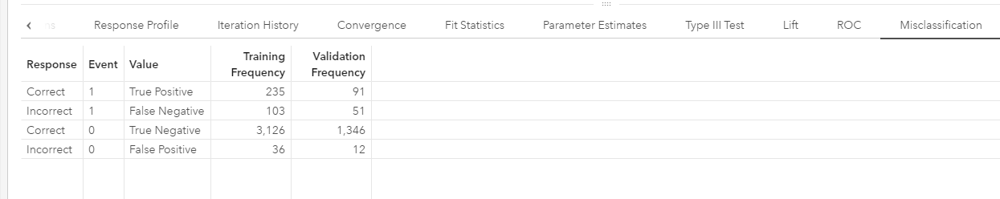 ns Response Profile Iteration History Convergence Fit Statistics Parameter Estimates Type III Test Lift ROC Misclassification
Response Event Value Training Frequency Validation Frequency
Correct 1 True Positive 235 91
Incorrect 1 False Negative 103 51
Correct 0 True Negative 3,126 1,346
Incorrect 0 False Positive 36 12